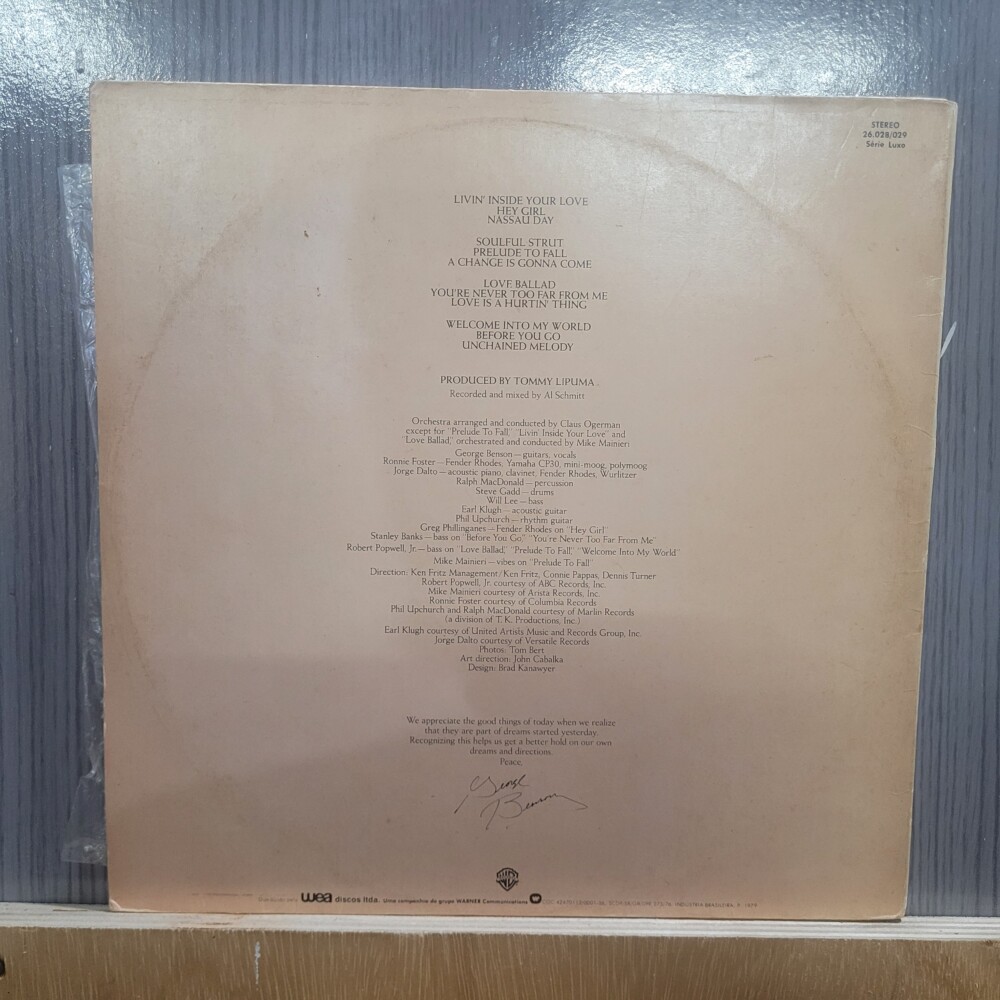 STEREO
26.028/029
Série Luxo
LIVIN' INSIDE YOUR LOVE
HEY GIRL
NASSAU DAY
SOULFUL STRUT
PRELUDE TO FALL
A CHANGE IS GONNA COME
LOVE BALLAD
YOU'RE NEVER TOO FAR FROM ME
LOVE IS A HURTIN' THING
WELCOME INTO MY WORLD
BEFORE YOU GO
UNCHAINED MELODY
PRODUCED BY TOMMY LIPUMA
Recorded and mixed by Al Schmitt
Orchestra arranged and conducted by Claus Ogerman
except for "Prelude To Fall," "Livin' Inside Your Love" and
"Love Ballad," orchestrated and conducted by Mike Mainieri
George Benson—guitars, vocals
Ronnie Foster—Fender Rhodes, Yamaha CP30, mini-moog, polymoog
Jorge Dalto—acoustic piano, clavinet, Fender Rhodes, Wurlitzer
Ralph MacDonald—percussion
Steve Gadd—drums
Will Lee—bass
Earl Klugh—acoustic guitar
Phil Upchurch—rhythm guitar
Greg Phillinganes—Fender Rhodes on "Hey Girl"
Stanley Banks—bass on "Before You Go," "You're Never Too Far From Me"
Robert Popwell, Jr.—bass on "Love Ballad," "Prelude To Fall," "Welcome Into My World"
Mike Mainieri—vibes on "Prelude To Fall"
Direction: Ken Fritz Management/Ken Fritz, Connie Pappas, Dennis Turner
Robert Popwell, Jr. courtesy of ABC Records, Inc.
Mike Mainieri courtesy of Arista Records, Inc.
Ronnie Foster courtesy of Columbia Records
Phil Upchurch and Ralph MacDonald courtesy of Marlin Records
(a division of T. K. Productions, Inc.)
Earl Klugh courtesy of United Artists Music and Records Group, Inc.
Jorge Dalto courtesy of Versatile Records
Photos: Tom Bert
Art direction: John Cabalka
Design: Brad Kanawyer
We appreciate the good things of today when we realize
that they are part of dreams started yesterday.
Recognizing this helps us get a better hold on our own
dreams and directions.
Peace,
George
Benson
wea discos ltda. Uma companhia do grupo WARNER Communications